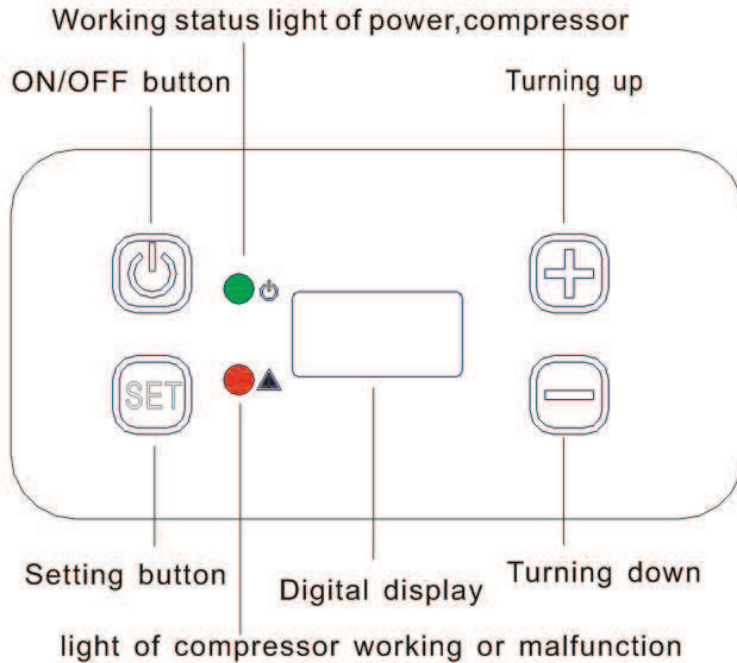 Working status light of power,compressor
ON/OFF button
Turning up
SET
Setting button
Digital display
Turning down
light of compressor working or malfunction